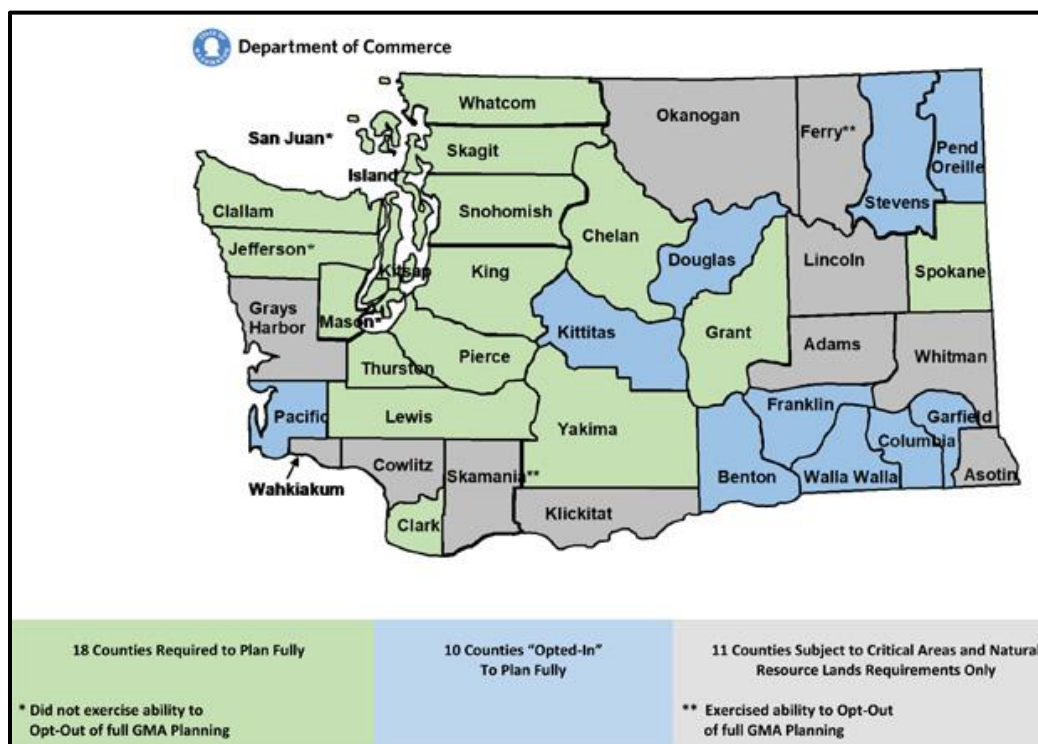 STATE OF
WASHINGTON
Department of Commerce
Whatcom
Okanogan
Ferry**
San Juan*
Skagit
Pend
Oreille
Island
Stevens
Clallam
Snohomish
Chelan
Jefferson*
Douglas
Lincoln
Spokane
Kitsap
King
Grays
Harbor
Mason*
Kittitas
Grant
Adams
Whitman
Pierce
Thurston
Franklin
Garfield
Pacific
Lewis
Yakima
Columbia
Cowlitz
Skamania**
Benton
Walla Walla
Asotin
Wahkiakum
Clark
Klickitat
18 Counties Required to Plan Fully
* Did not exercise ability to
Opt-Out of full GMA Planning
10 Counties “Opted-In”
To Plan Fully
11 Counties Subject to Critical Areas and Natural
Resource Lands Requirements Only
** Exercised ability to Opt-Out
of full GMA Planning